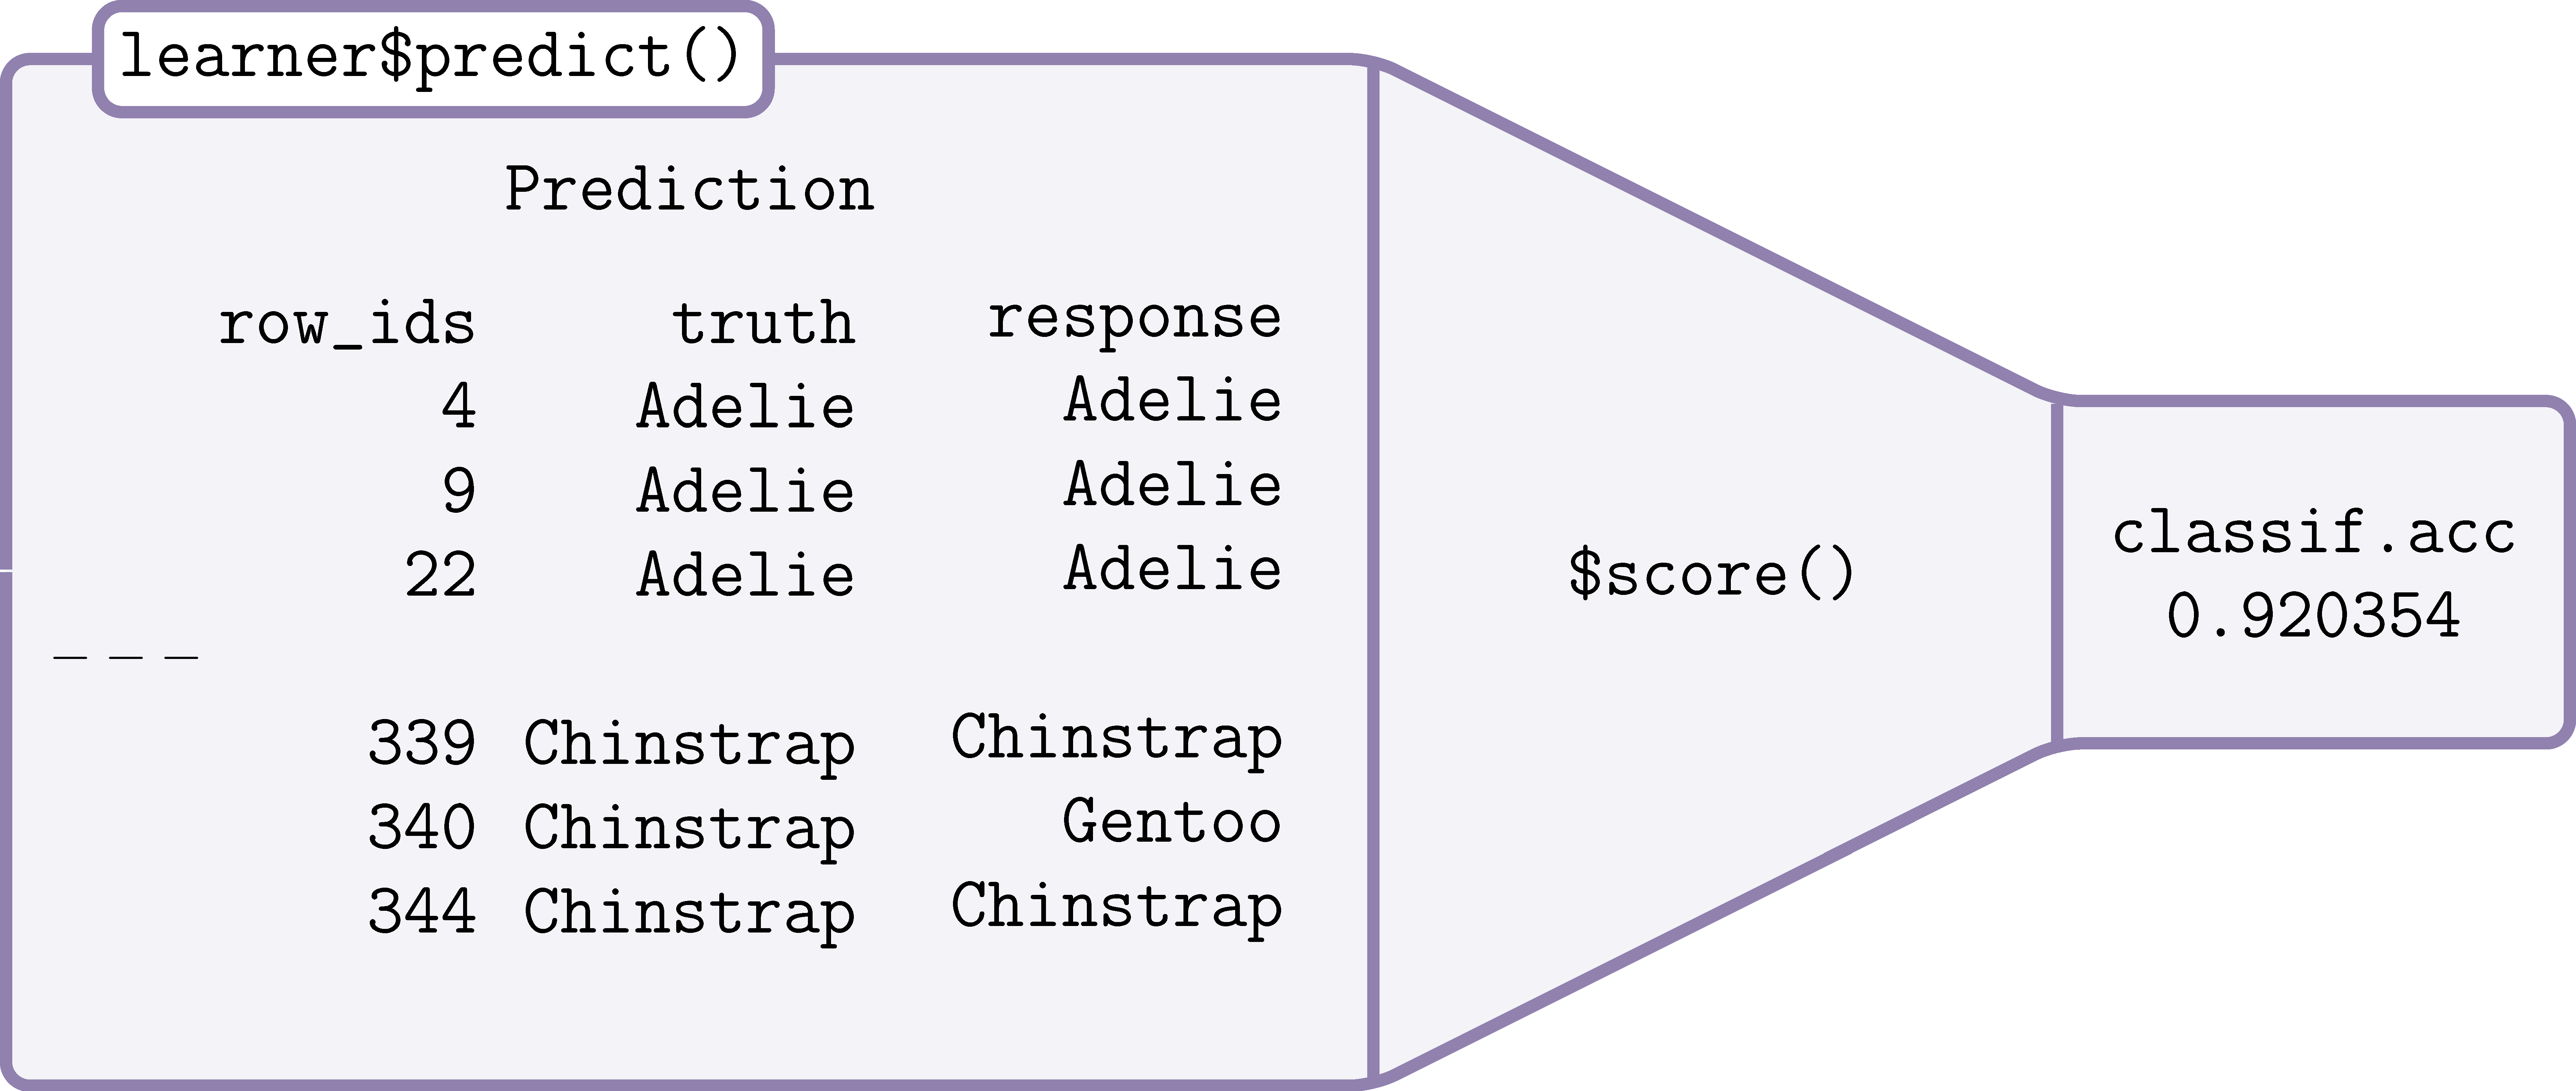 learner$predict()
Prediction
row_ids truth response
4 Adelie Adelie
9 Adelie Adelie
22 Adelie Adelie
– – –
339 Chinstrap Chinstrap
340 Chinstrap Gentoo
344 Chinstrap Chinstrap
$score()
classif.acc
0.920354